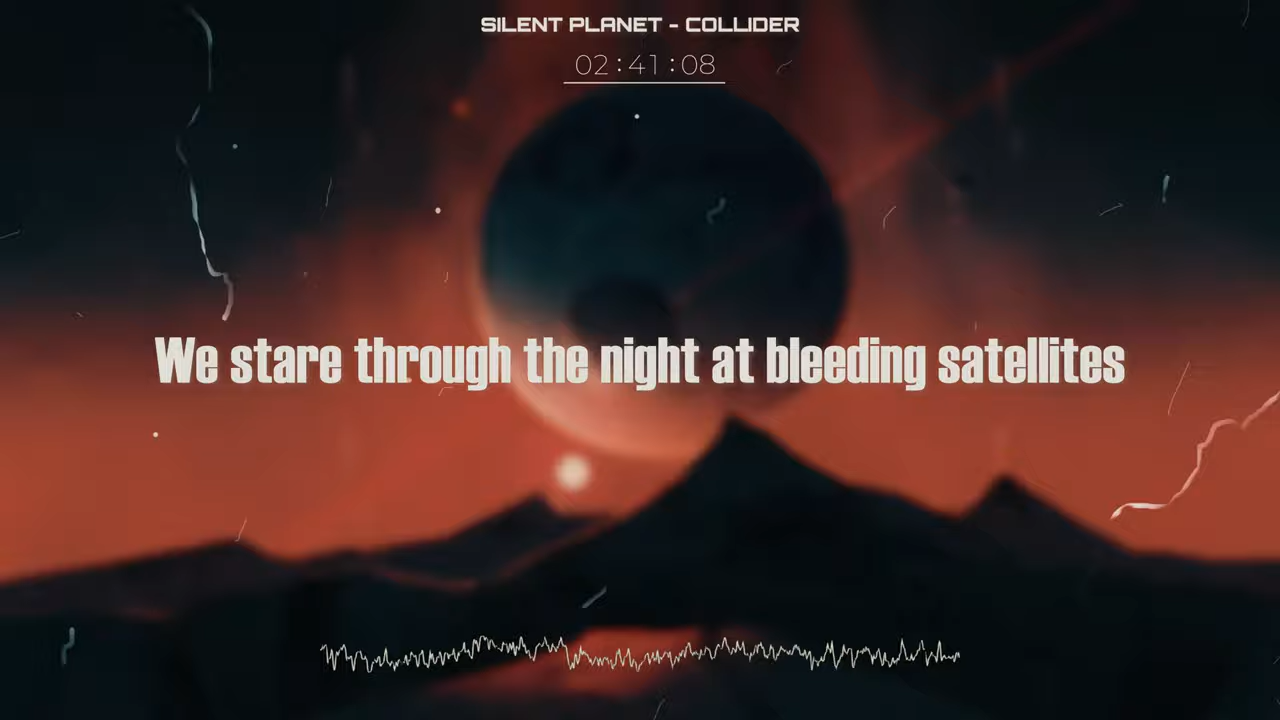 SILENT PLANET - COLLIDER
02:41:08
We stare through the night at bleeding satellites